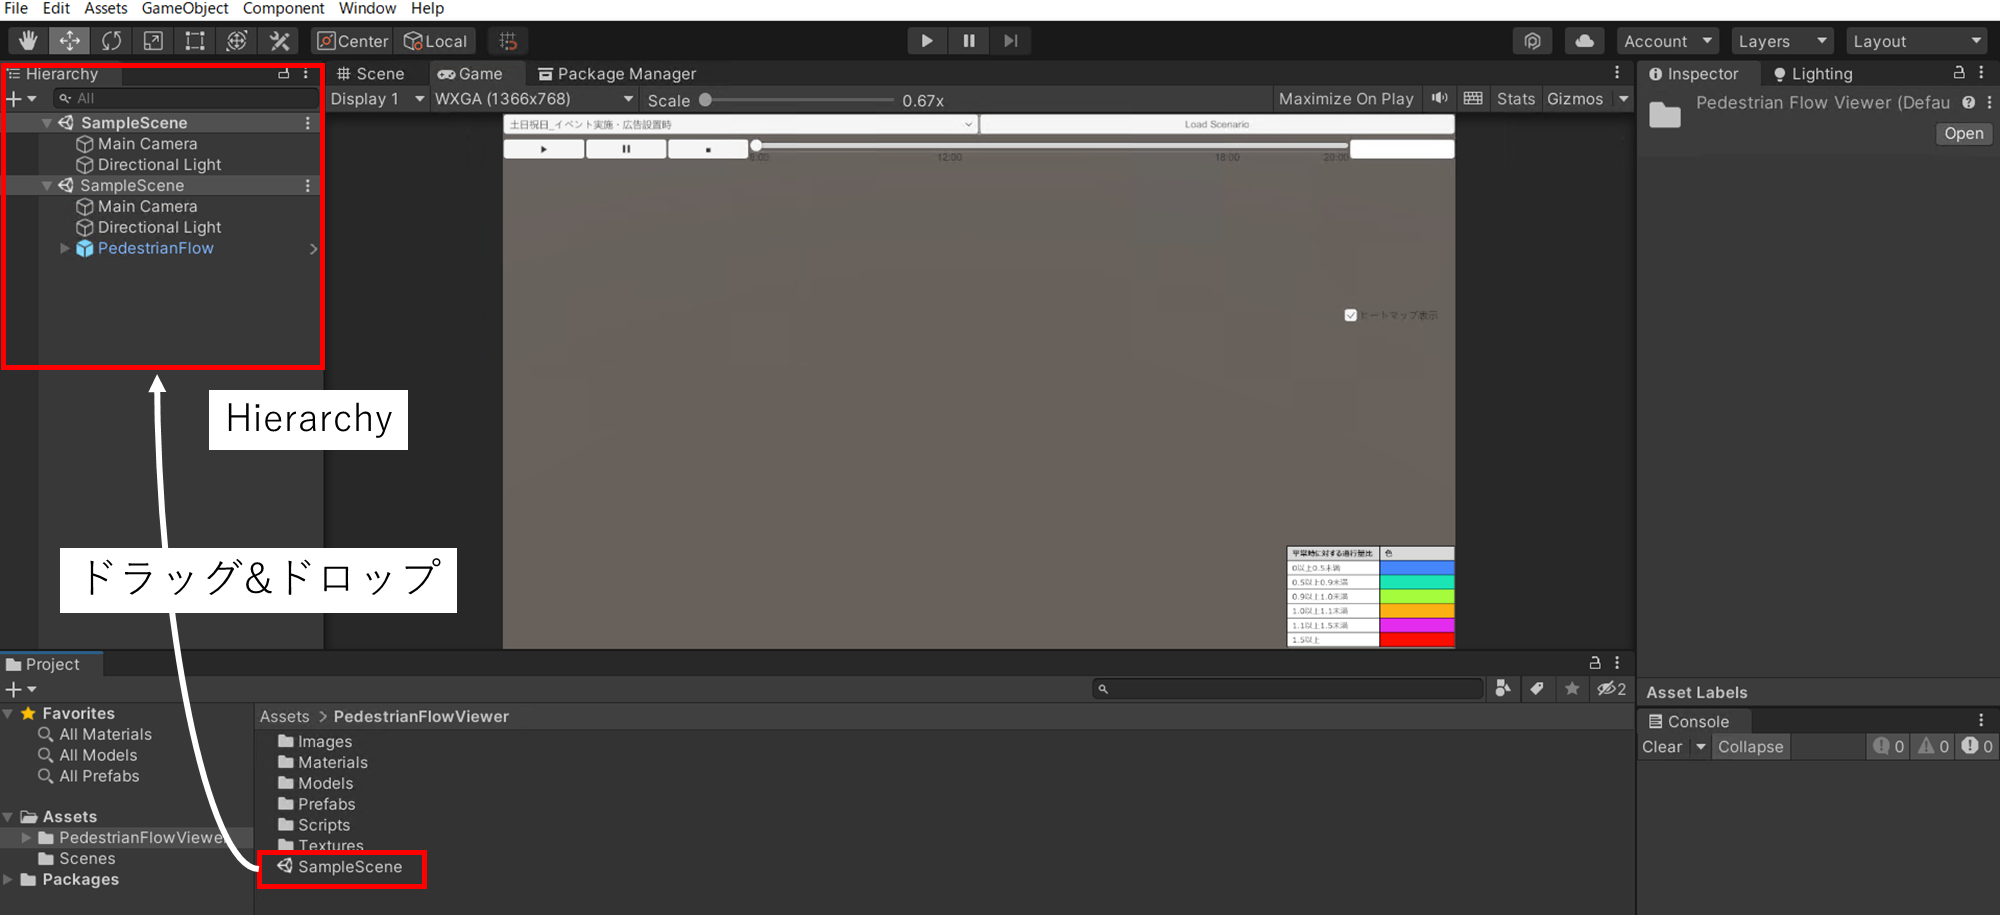 File Edit Assets GameObject Component Window Help
Center Local Account Layers Layout
Hierarchy Scene Game Package Manager Inspector Lighting
All Display 1 WXGA (1366x768) Scale 0.67x Maximize On Play Stats Gizmos Pedestrian Flow Viewer (Defau
Open
SampleScene
Main Camera
Directional Light
SampleScene
Main Camera
Directional Light
PedestrianFlow
土日祝日_イベント実施・広告設置時 Load Scenario
8:00 12:00 18:00 20:00
ヒートマップ表示
Hierarchy
ドラッグ&ドロップ
平常時に対する通行量比 色
0以上0.5未満
0.5以上0.9未満
0.9以上1.0未満
1.0以上1.1未満
1.1以上1.5未満
1.5以上
Project
2
Favorites
All Materials
All Models
All Prefabs
Assets
PedestrianFlowViewer
Scenes
Packages
Assets > PedestrianFlowViewer
Images
Materials
Models
Prefabs
Scripts
Textures
SampleScene
Asset Labels
Console
Clear Collapse 0 0 0